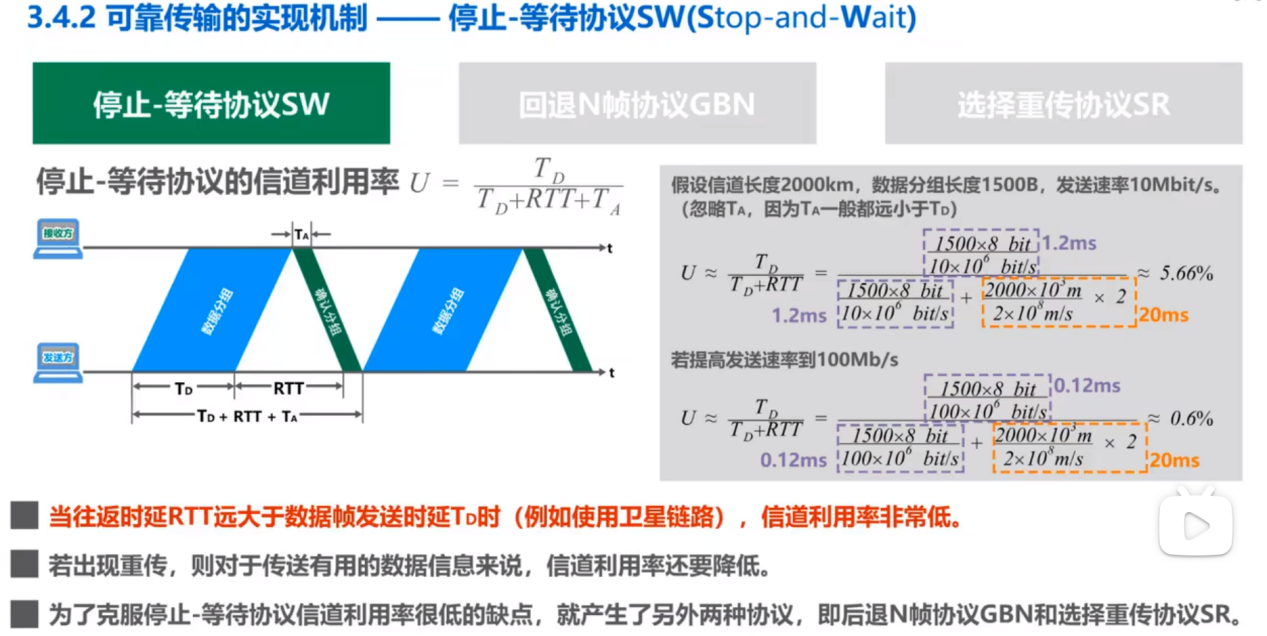 3.4.2 可靠传输的实现机制 —— 停止-等待协议SW(Stop-and-Wait)
停止-等待协议SW
回退N帧协议GBN
选择重传协议SR
停止-等待协议的信道利用率 U = T_D / (T_D+RTT+T_A)
接收方
TA
t
数据分组
确认分组
数据分组
确认分组
发送方
t
TD
RTT
TD + RTT + TA
假设信道长度2000km，数据分组长度1500B，发送速率10Mbit/s。
（忽略TA，因为TA一般都远小于TD）
U ≈ T_D / (T_D+RTT) = (1500×8 bit / 10×10⁶ bit/s) / (1500×8 bit / 10×10⁶ bit/s + 2000×10³m / 2×10⁸m/s × 2) ≈ 5.66%
1.2ms
1.2ms
20ms
若提高发送速率到100Mb/s
U ≈ T_D / (T_D+RTT) = (1500×8 bit / 100×10⁶ bit/s) / (1500×8 bit / 100×10⁶ bit/s + 2000×10³m / 2×10⁸m/s × 2) ≈ 0.6%
0.12ms
0.12ms
20ms
当往返时延RTT远大于数据帧发送时延TD时（例如使用卫星链路），信道利用率非常低。
若出现重传，则对于传送有用的数据信息来说，信道利用率还要降低。
为了克服停止-等待协议信道利用率很低的缺点，就产生了另外两种协议，即后退N帧协议GBN和选择重传协议SR。